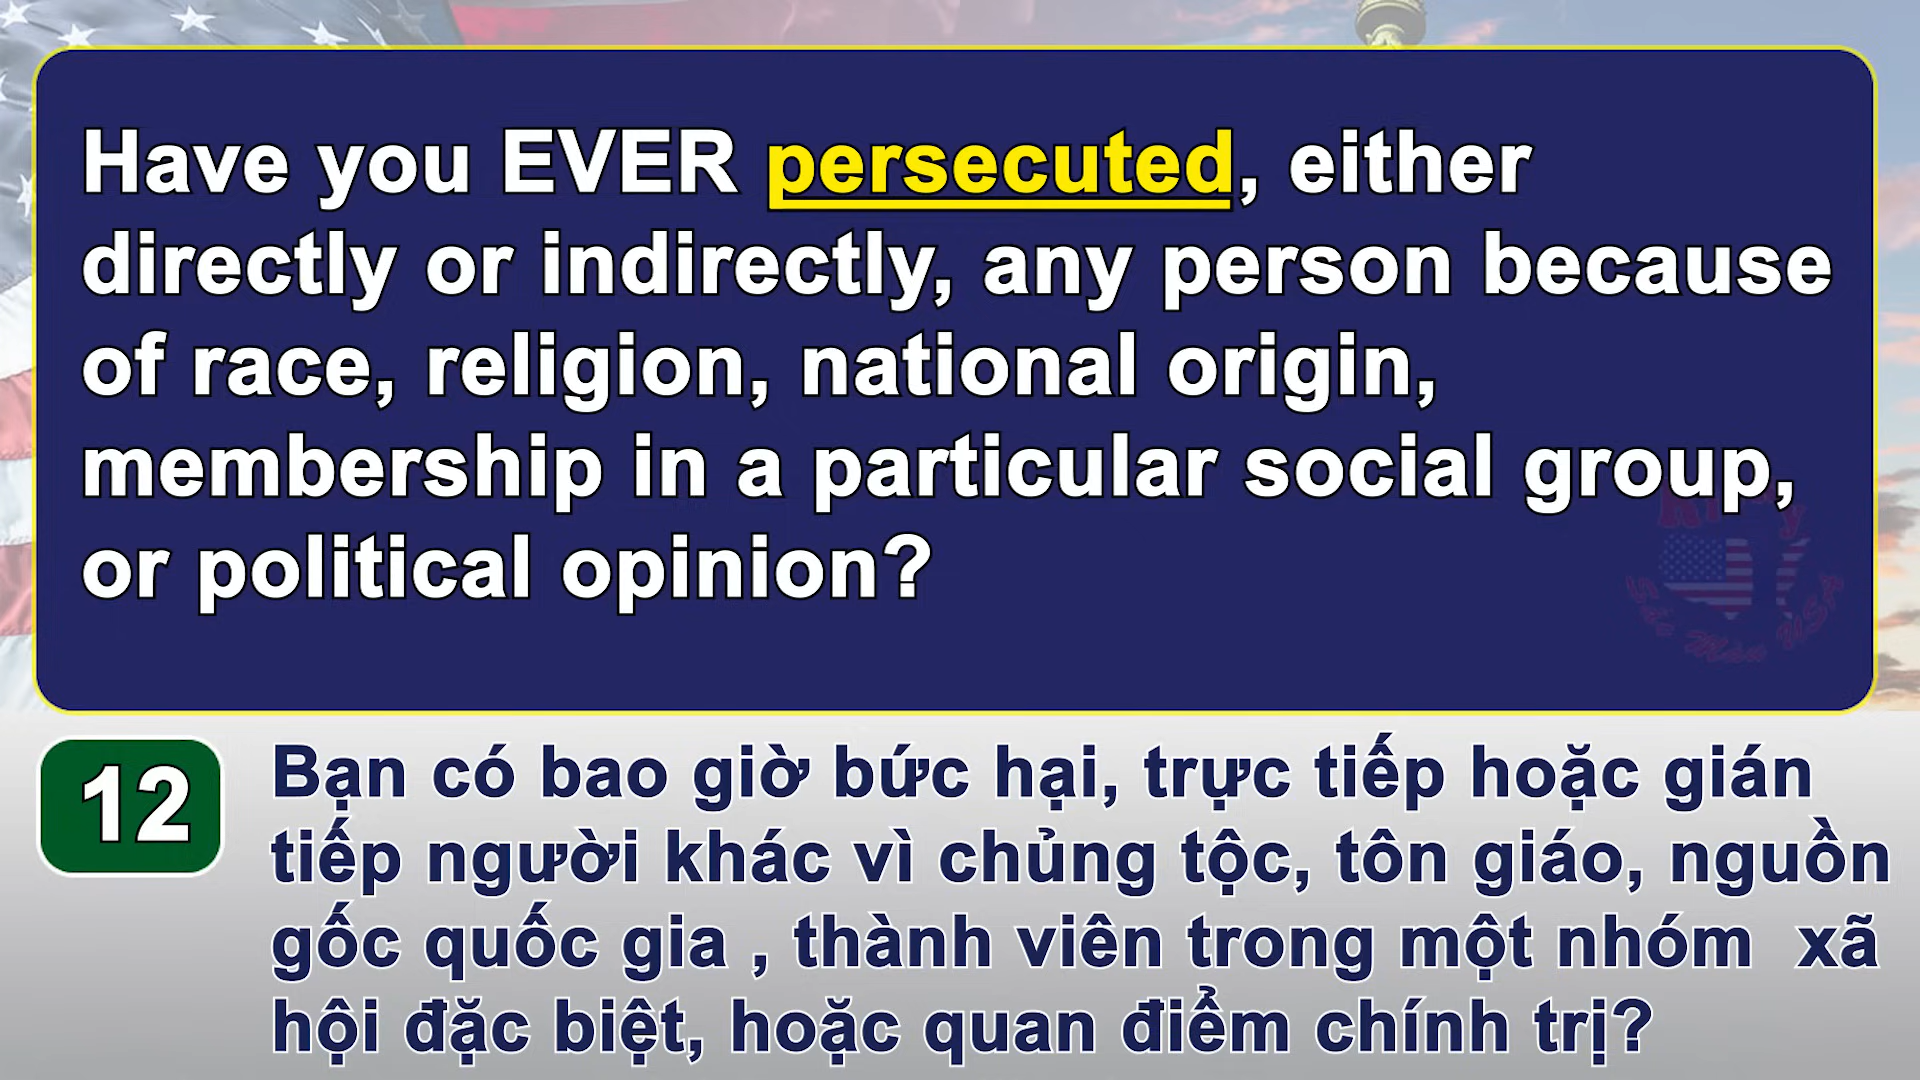 Have you EVER persecuted, either
directly or indirectly, any person because
of race, religion, national origin,
membership in a particular social group,
or political opinion?
12
Bạn có bao giờ bức hại, trực tiếp hoặc gián
tiếp người khác vì chủng tộc, tôn giáo, nguồn
gốc quốc gia , thành viên trong một nhóm  xã
hội đặc biệt, hoặc quan điểm chính trị?